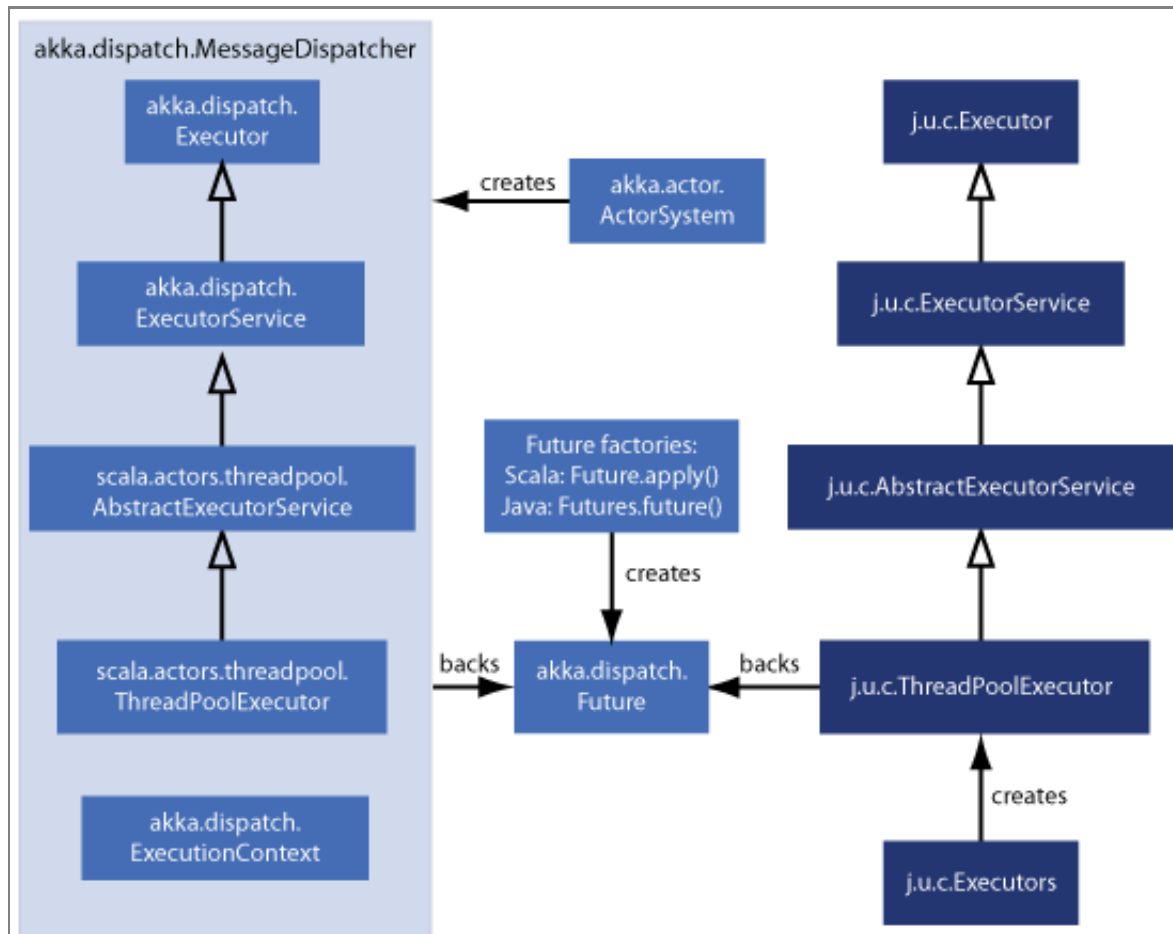 akka.dispatch.MessageDispatcher
akka.dispatch.
Executor
akka.dispatch.
ExecutorService
scala.actors.threadpool.
AbstractExecutorService
scala.actors.threadpool.
ThreadPoolExecutor
akka.dispatch.
ExecutionContext
creates
akka.actor.
ActorSystem
Future factories:
Scala: Future.apply()
Java: Futures.future()
creates
backs
akka.dispatch.
Future
backs
j.u.c.Executor
j.u.c.ExecutorService
j.u.c.AbstractExecutorService
j.u.c.ThreadPoolExecutor
creates
j.u.c.Executors